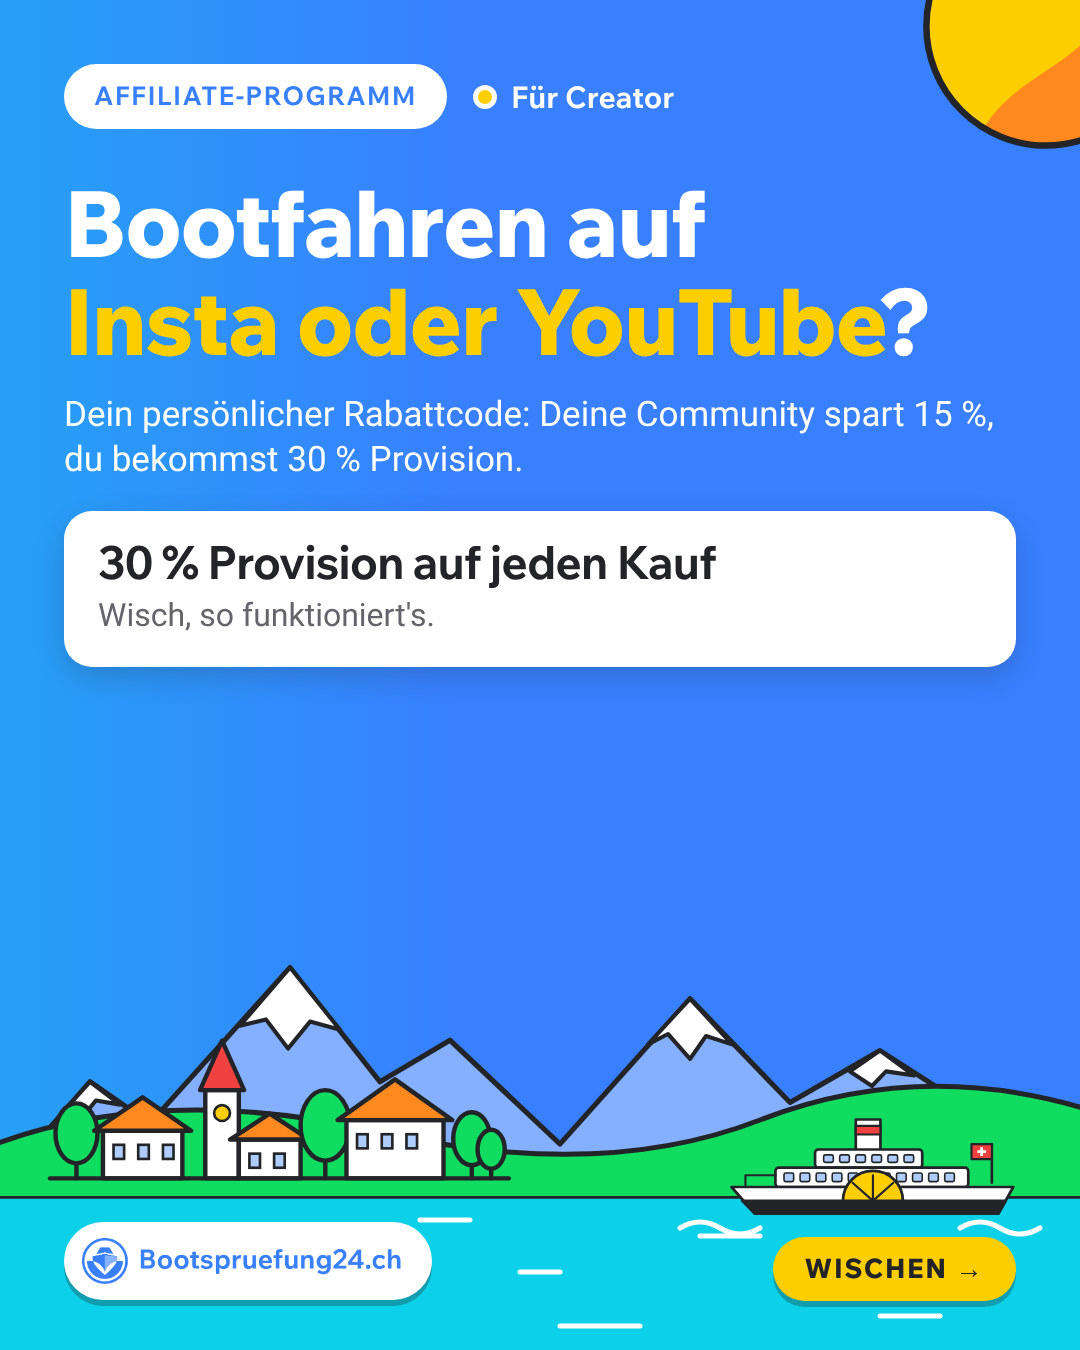 AFFILIATE-PROGRAMM
Für Creator
Bootfahren auf
Insta oder YouTube?
Dein persönlicher Rabattcode: Deine Community spart 15 %,
du bekommst 30 % Provision.
30 % Provision auf jeden Kauf
Wisch, so funktioniert's.
Bootspruefung24.ch
WISCHEN →